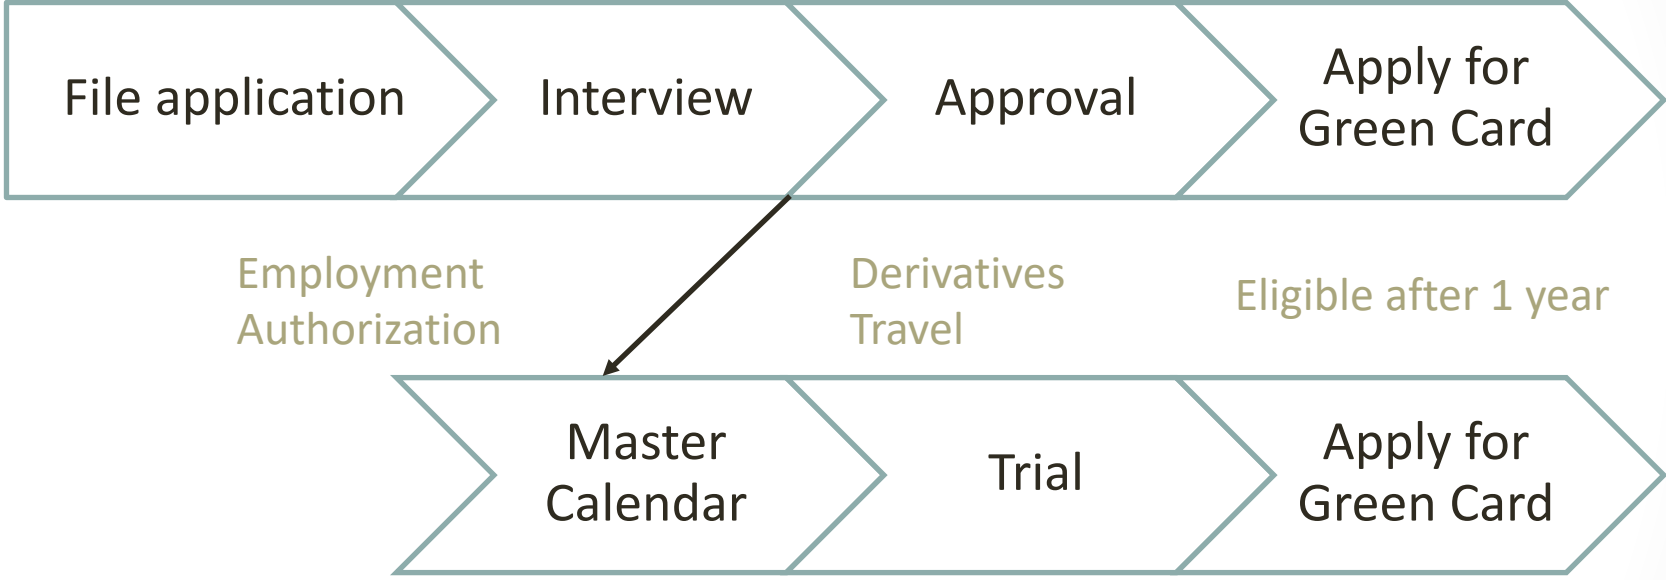 File application
Interview
Approval
Apply for
Green Card
Employment
Authorization
Derivatives
Travel
Eligible after 1 year
Master
Calendar
Trial
Apply for
Green Card